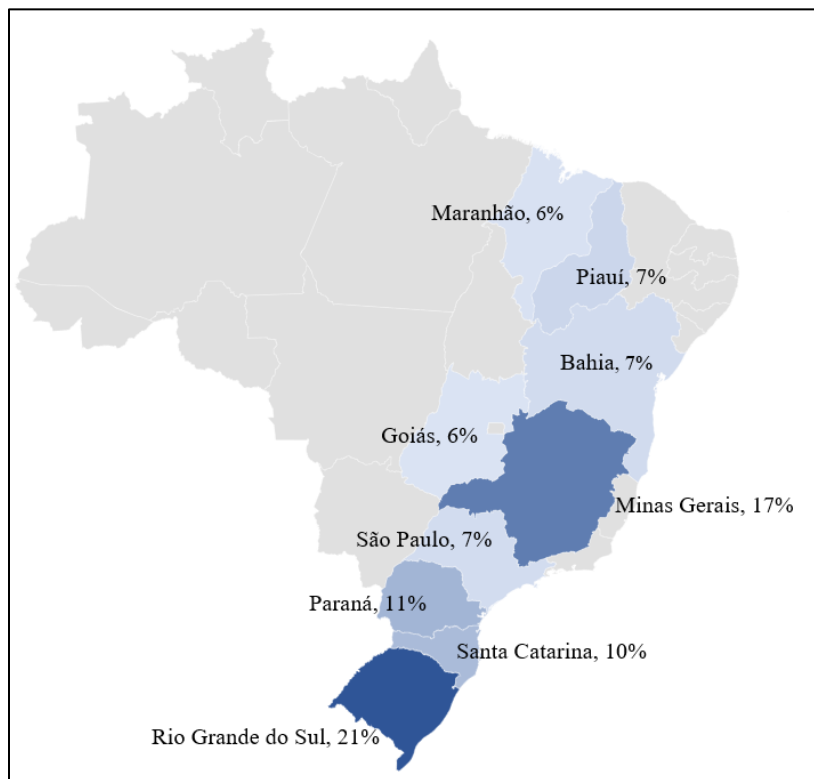 Maranhão, 6%
Piauí, 7%
Bahia, 7%
Goiás, 6%
Minas Gerais, 17%
São Paulo, 7%
Paraná, 11%
Santa Catarina, 10%
Rio Grande do Sul, 21%